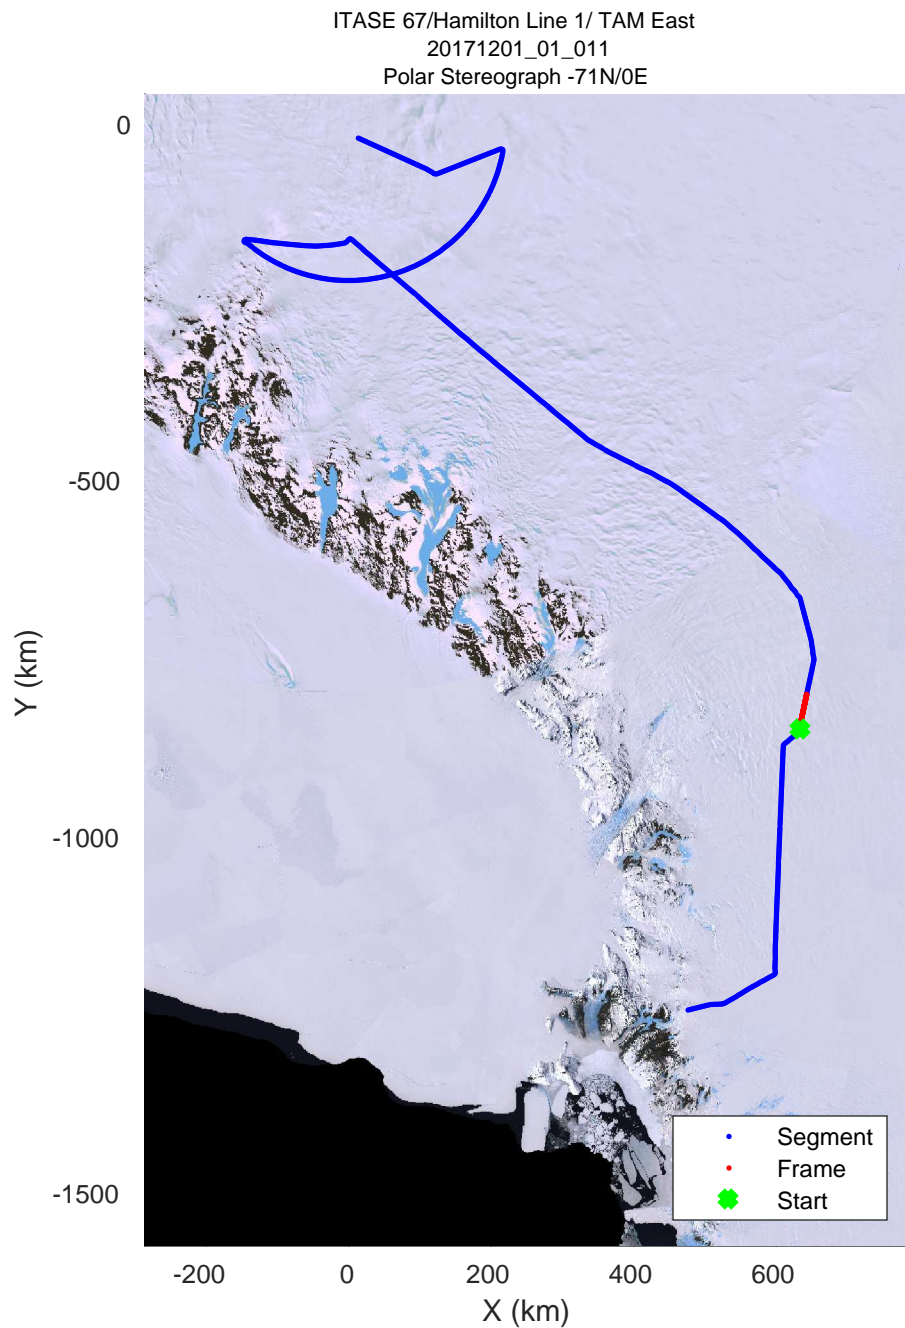 ITASE 67/Hamilton Line 1/ TAM East
20171201_01_011
Polar Stereograph -71N/0E
0
-500
-1000
-1500
Y (km)
Segment
Frame
Start
-200
0
200
400
600
X (km)